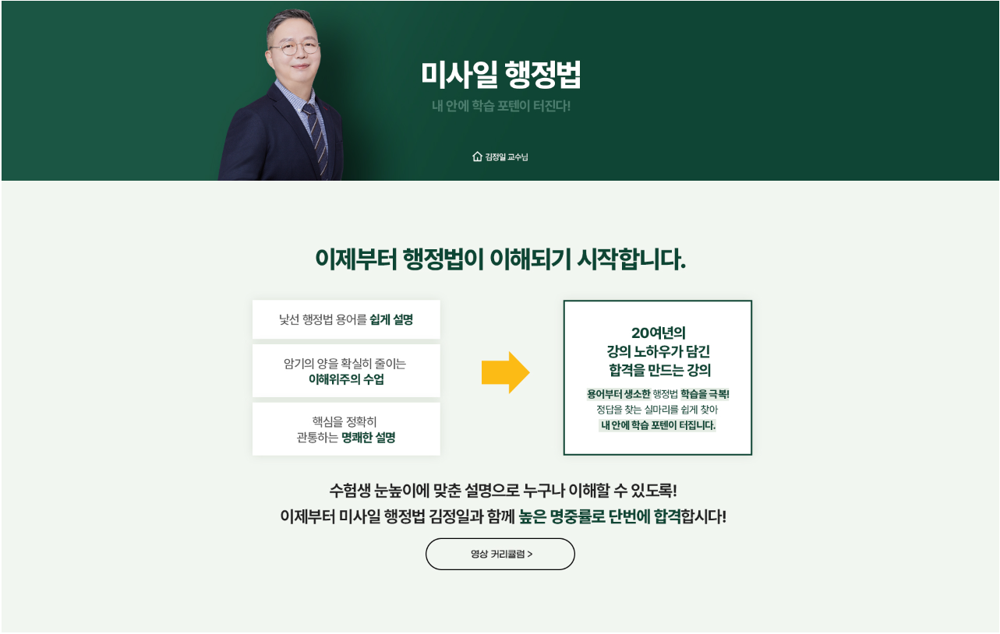 미사일 행정법
내 안에 학습 포텐이 터진다!
김정일 교수님
이제부터 행정법이 이해되기 시작합니다.
낯선 행정법 용어를 쉽게 설명
암기의 양을 확실히 줄이는
이해위주의 수업
핵심을 정확히
관통하는 명쾌한 설명
20여년의
강의 노하우가 담긴
합격을 만드는 강의
용어부터 생소한 행정법 학습을 극복!
정답을 찾는 실마리를 쉽게 찾아
내 안에 학습 포텐이 터집니다.
수험생 눈높이에 맞춘 설명으로 누구나 이해할 수 있도록!
이제부터 미사일 행정법 김정일과 함께 높은 명중률로 단번에 합격합시다!
영상 커리큘럼 >